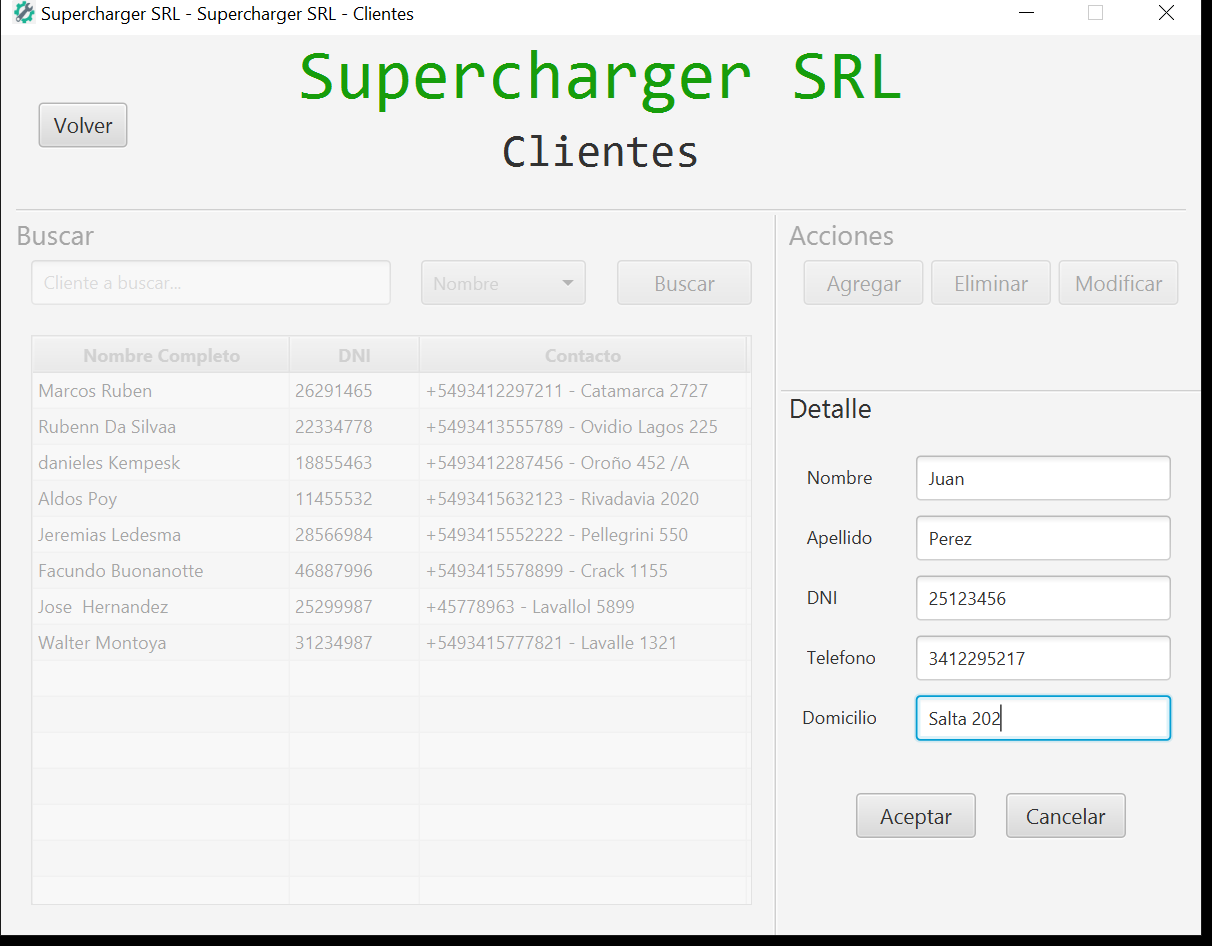 Supercharger SRL - Supercharger SRL - Clientes
Supercharger SRL
Volver
Clientes
Buscar
Cliente a buscar...
Nombre
Buscar
Nombre Completo DNI Contacto
Marcos Ruben 26291465 +5493412297211 - Catamarca 2727
Rubenn Da Silvaa 22334778 +5493413555789 - Ovidio Lagos 225
danieles Kempesk 18855463 +5493412287456 - Oroño 452 /A
Aldos Poy 11455532 +5493415632123 - Rivadavia 2020
Jeremias Ledesma 28566984 +5493415552222 - Pellegrini 550
Facundo Buonanotte 46887996 +5493415578899 - Crack 1155
Jose  Hernandez 25299987 +45778963 - Lavallol 5899
Walter Montoya 31234987 +5493415777821 - Lavalle 1321
Acciones
Agregar Eliminar Modificar
Detalle
Nombre Juan
Apellido Perez
DNI 25123456
Telefono 3412295217
Domicilio Salta 202
Aceptar Cancelar